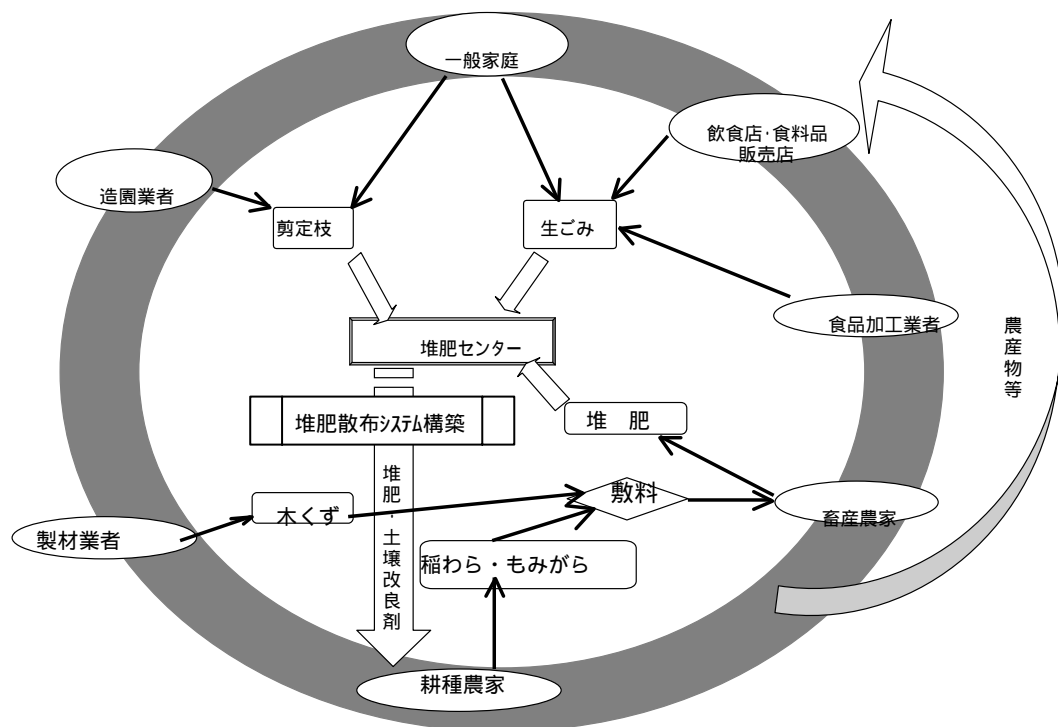 一般家庭
飲食店・食料品
販売店
造園業者
剪定枝
生ごみ
食品加工業者
農産物等
堆肥センター
堆肥散布ｼｽﾃﾑ構築
堆　肥
堆肥・土壌改良剤
敷料
畜産農家
木くず
製材業者
稲わら・もみがら
耕種農家